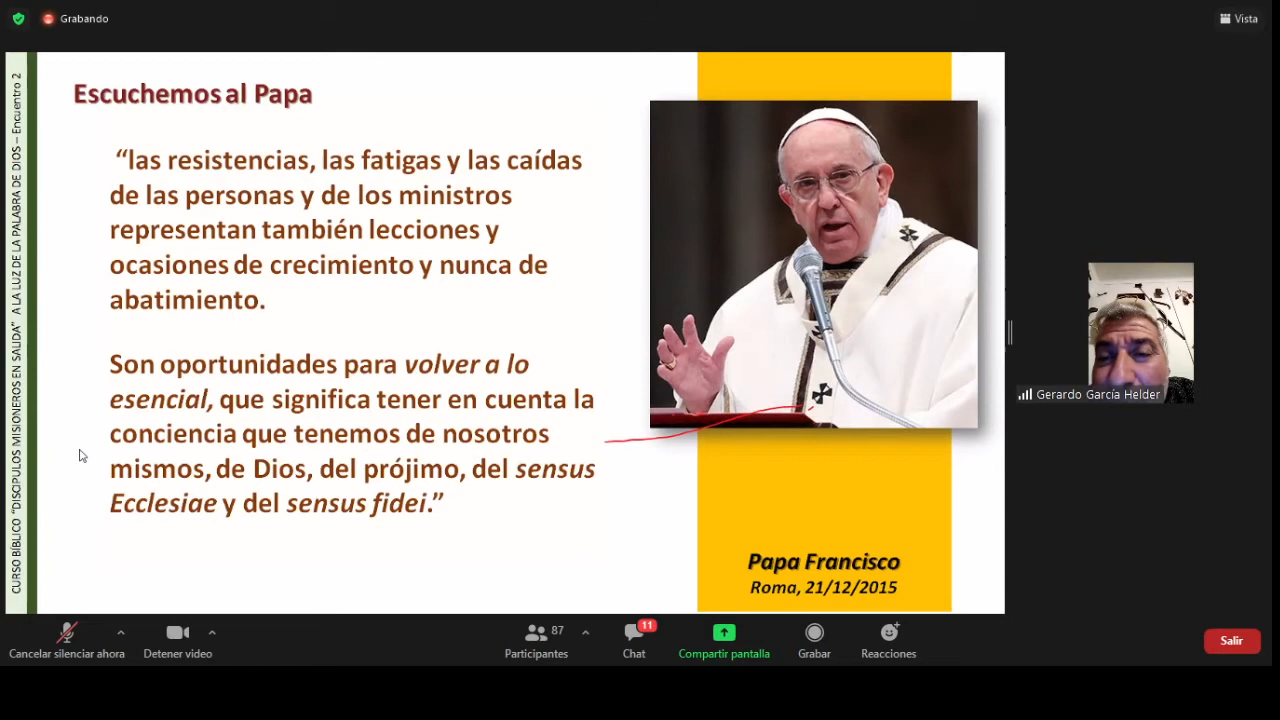 Grabando
Vista
CURSO BÍBLICO "DISCIPULOS MISIONEROS EN SALIDA" A LA LUZ DE LA PALABRA DE DIOS – Encuentro 2
Escuchemos al Papa
“las resistencias, las fatigas y las caídas
de las personas y de los ministros
representan también lecciones y
ocasiones de crecimiento y nunca de
abatimiento.
Son oportunidades para volver a lo
esencial, que significa tener en cuenta la
conciencia que tenemos de nosotros
mismos, de Dios, del prójimo, del sensus
Ecclesiae y del sensus fidei.”
Papa Francisco
Roma, 21/12/2015
Gerardo García Helder
Cancelar silenciar ahora
Detener video
87
Participantes
11
Chat
Compartir pantalla
Grabar
Reacciones
Salir